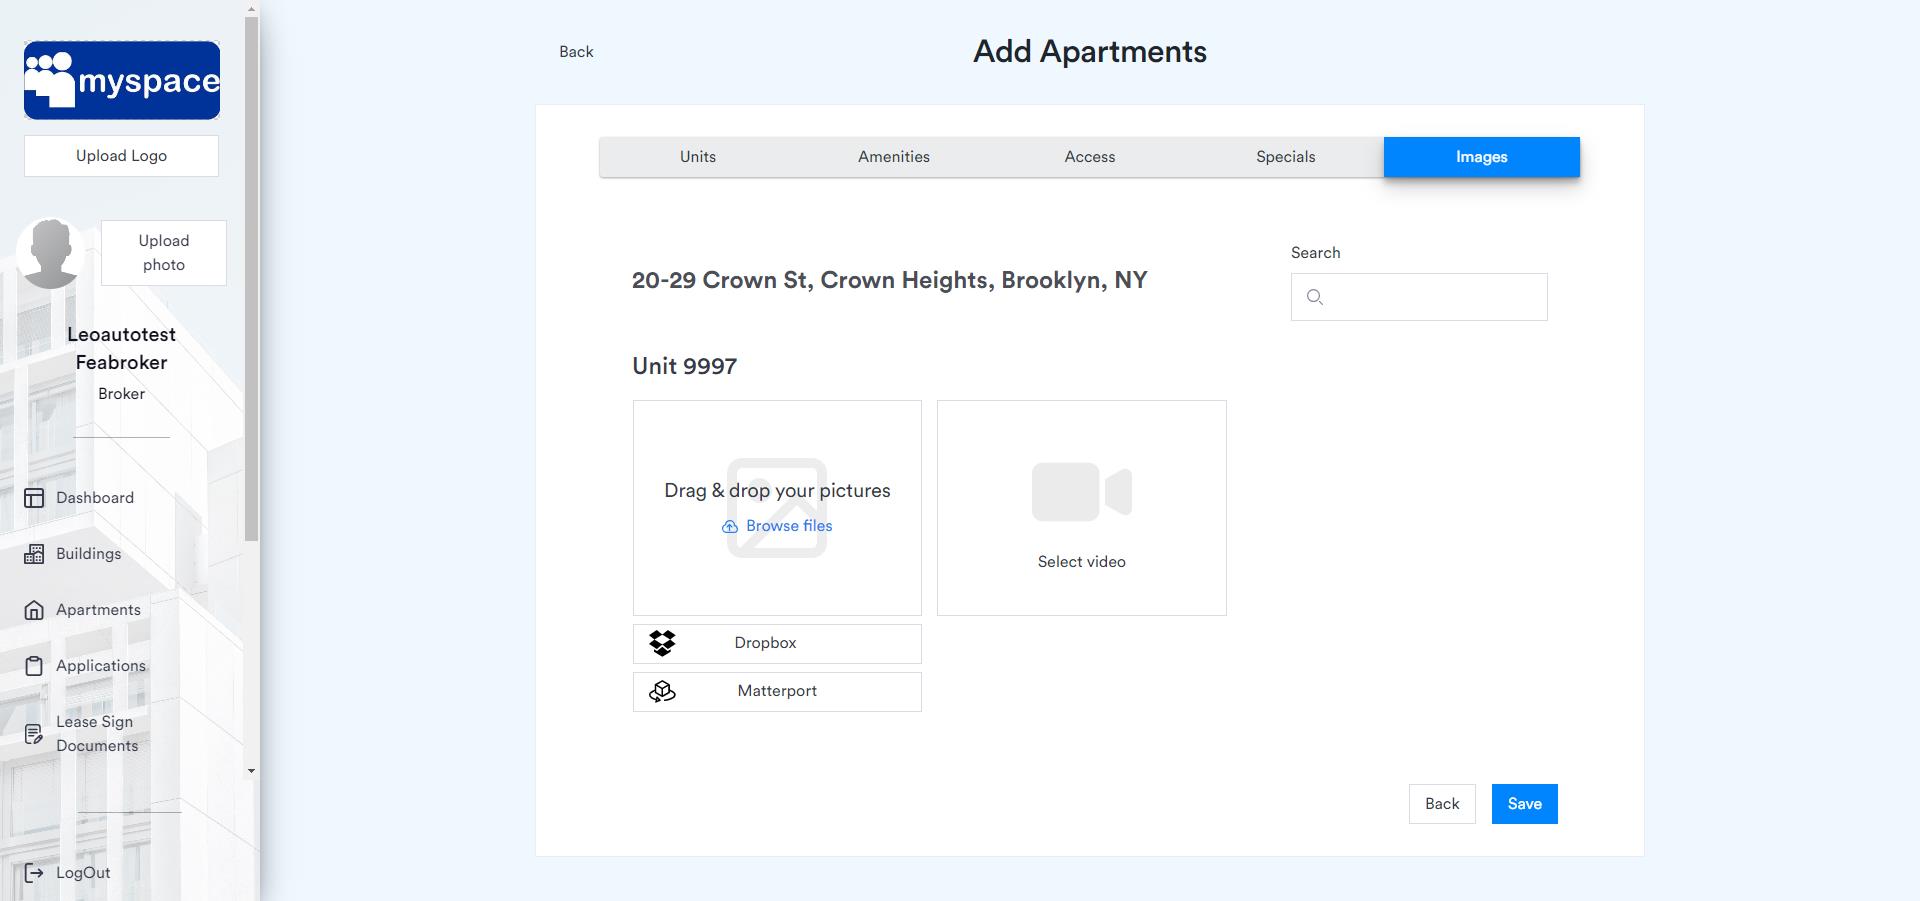 myspace
Upload Logo
Upload
photo
Leoautotest
Feabroker
Broker
Dashboard
Buildings
Apartments
Applications
Lease Sign
Documents
LogOut
Back
Add Apartments
Units
Amenities
Access
Specials
Images
20-29 Crown St, Crown Heights, Brooklyn, NY
Search
Unit 9997
Drag & drop your pictures
Browse files
Select video
Dropbox
Matterport
Back
Save